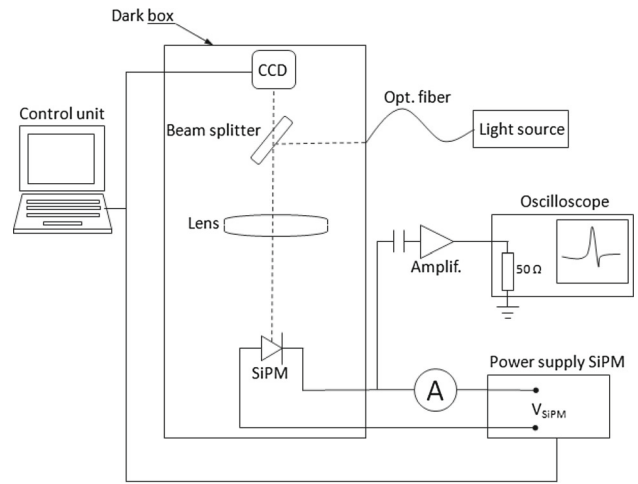 Dark box
CCD
Control unit
Opt. fiber
Beam splitter
Light source
Lens
Oscilloscope
Amplif.
50 Ω
SiPM
Power supply SiPM
A
VSiPM